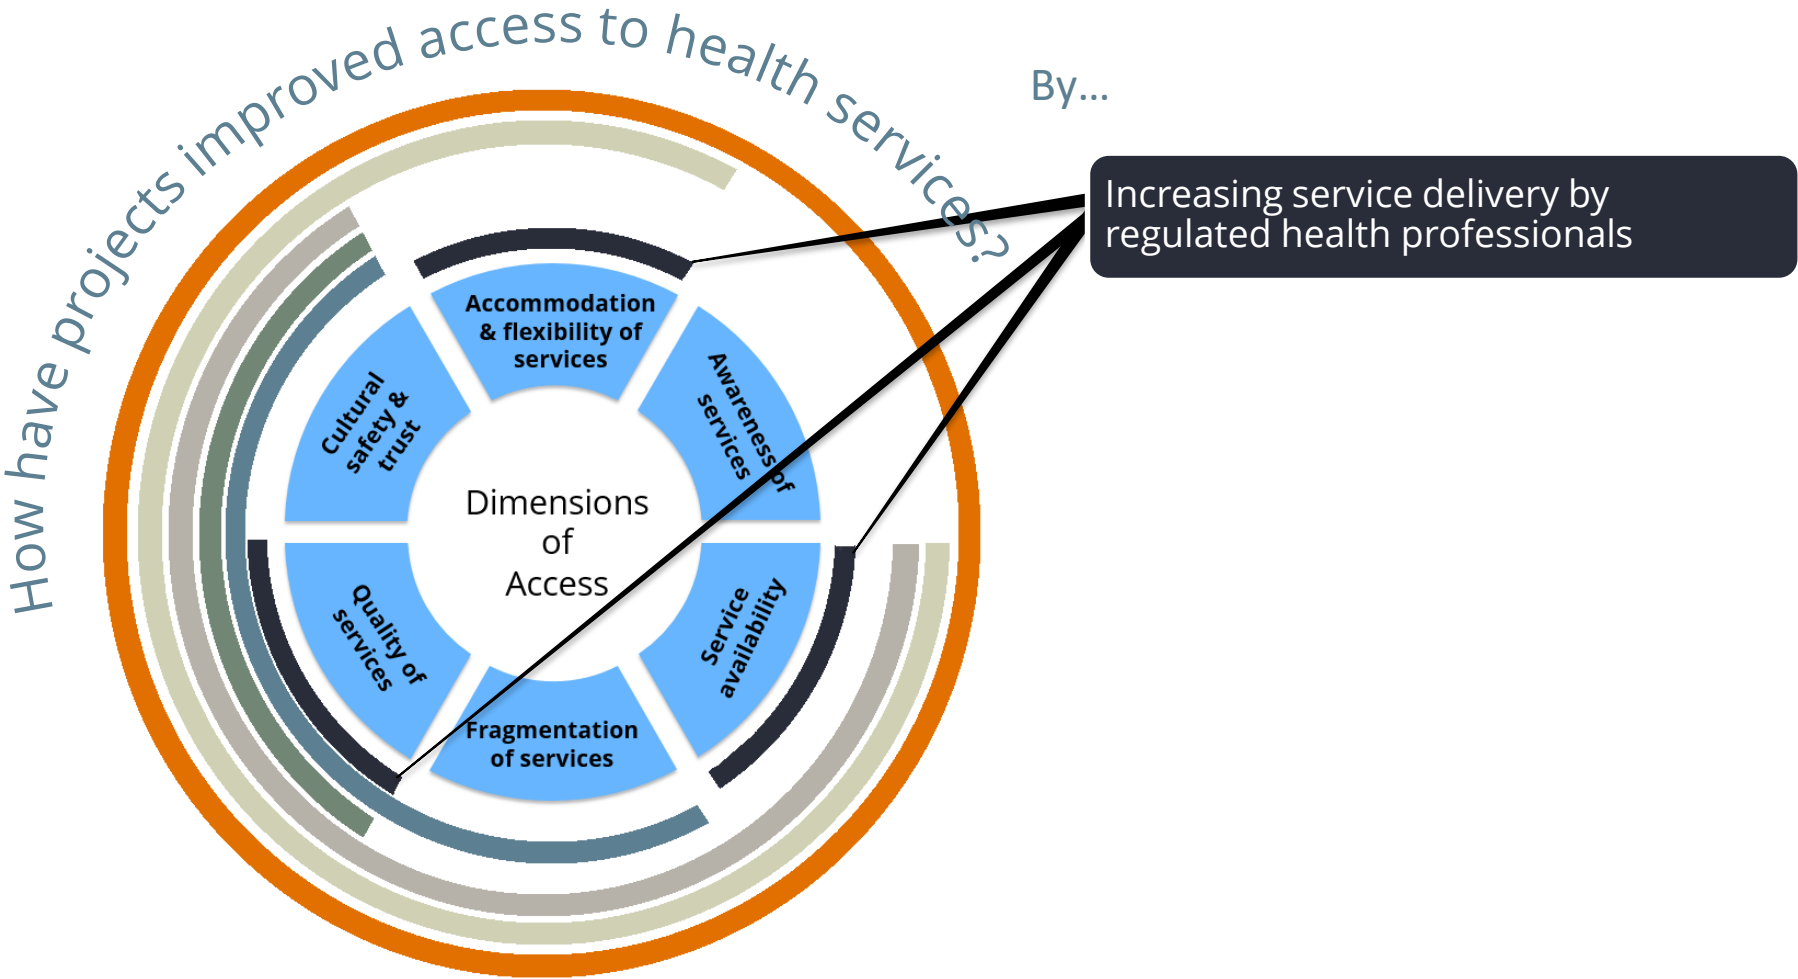 How have projects improved access to health services?
By...
Increasing service delivery by
regulated health professionals
Accommodation
& flexibility of
services
Awareness of
services
Service
availability
Fragmentation
of services
Quality of
services
Cultural
safety &
trust
Dimensions
of
Access